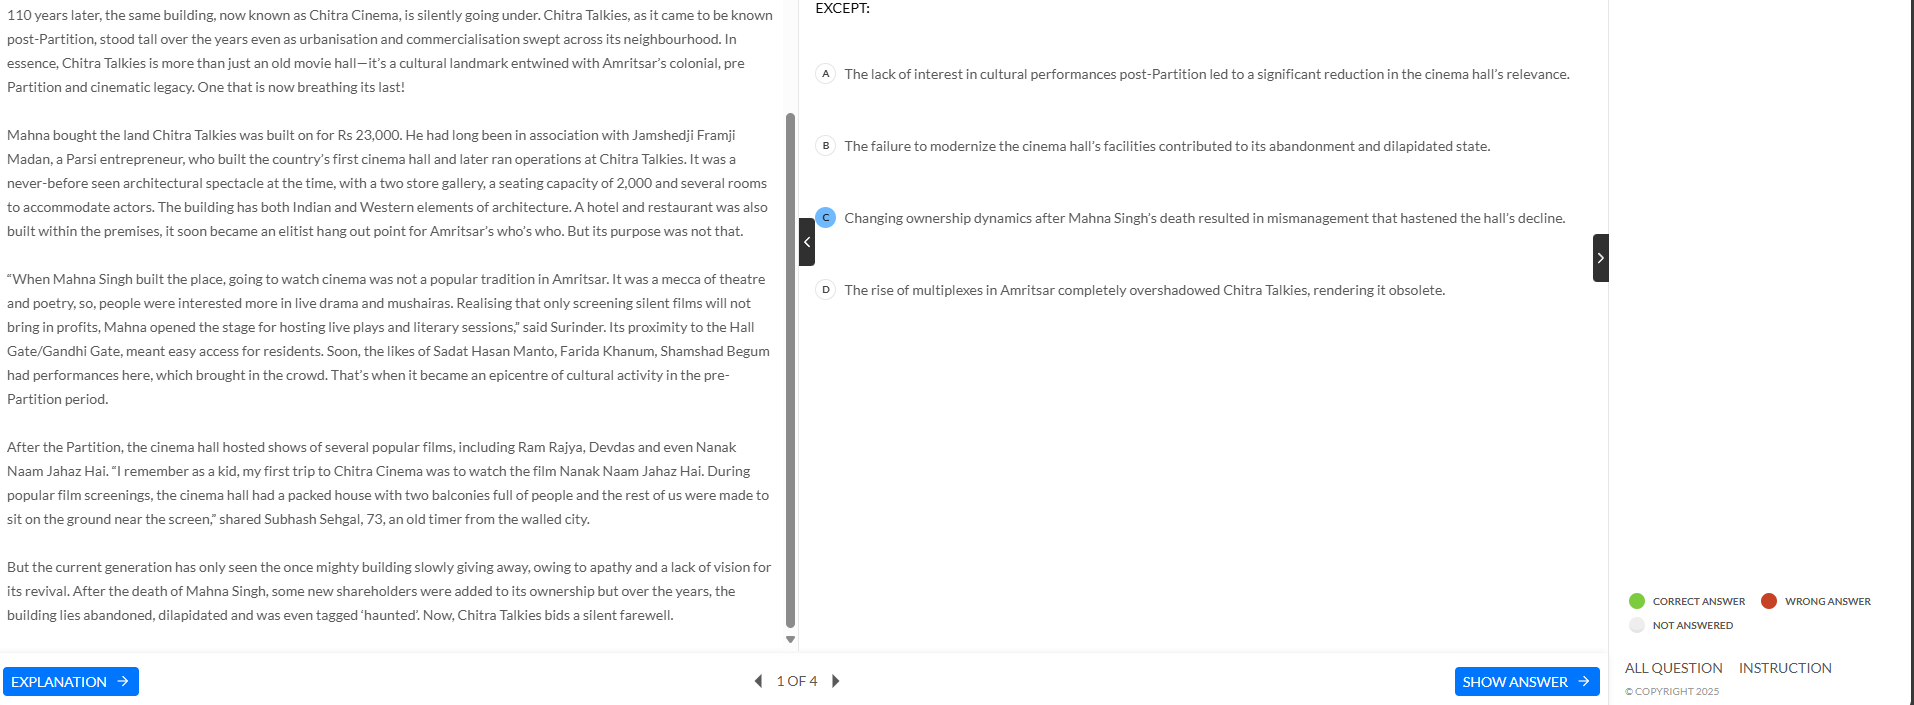 110 years later, the same building, now known as Chitra Cinema, is silently going under. Chitra Talkies, as it came to be known
post-Partition, stood tall over the years even as urbanisation and commercialisation swept across its neighbourhood. In
essence, Chitra Talkies is more than just an old movie hall—it's a cultural landmark entwined with Amritsar's colonial, pre
Partition and cinematic legacy. One that is now breathing its last!
Mahna bought the land Chitra Talkies was built on for Rs 23,000. He had long been in association with Jamshedji Framji
Madan, a Parsi entrepreneur, who built the country's first cinema hall and later ran operations at Chitra Talkies. It was a
never-before seen architectural spectacle at the time, with a two store gallery, a seating capacity of 2,000 and several rooms
to accommodate actors. The building has both Indian and Western elements of architecture. A hotel and restaurant was also
built within the premises, it soon became an elitist hang out point for Amritsar's who's who. But its purpose was not that.
“When Mahna Singh built the place, going to watch cinema was not a popular tradition in Amritsar. It was a mecca of theatre
and poetry, so, people were interested more in live drama and mushairas. Realising that only screening silent films will not
bring in profits, Mahna opened the stage for hosting live plays and literary sessions,” said Surinder. Its proximity to the Hall
Gate/Gandhi Gate, meant easy access for residents. Soon, the likes of Sadat Hasan Manto, Farida Khanum, Shamshad Begum
had performances here, which brought in the crowd. That's when it became an epicentre of cultural activity in the pre-
Partition period.
After the Partition, the cinema hall hosted shows of several popular films, including Ram Rajya, Devdas and even Nanak
Naam Jahaz Hai. “I remember as a kid, my first trip to Chitra Cinema was to watch the film Nanak Naam Jahaz Hai. During
popular film screenings, the cinema hall had a packed house with two balconies full of people and the rest of us were made to
sit on the ground near the screen,” shared Subhash Sehgal, 73, an old timer from the walled city.
But the current generation has only seen the once mighty building slowly giving away, owing to apathy and a lack of vision for
its revival. After the death of Mahna Singh, some new shareholders were added to its ownership but over the years, the
building lies abandoned, dilapidated and was even tagged ‘haunted’. Now, Chitra Talkies bids a silent farewell.
EXCEPT:
A The lack of interest in cultural performances post-Partition led to a significant reduction in the cinema hall's relevance.
B The failure to modernize the cinema hall's facilities contributed to its abandonment and dilapidated state.
C Changing ownership dynamics after Mahna Singh's death resulted in mismanagement that hastened the hall's decline.
D The rise of multiplexes in Amritsar completely overshadowed Chitra Talkies, rendering it obsolete.
CORRECT ANSWER WRONG ANSWER
NOT ANSWERED
ALL QUESTION INSTRUCTION
© COPYRIGHT 2025
EXPLANATION
1 OF 4
SHOW ANSWER